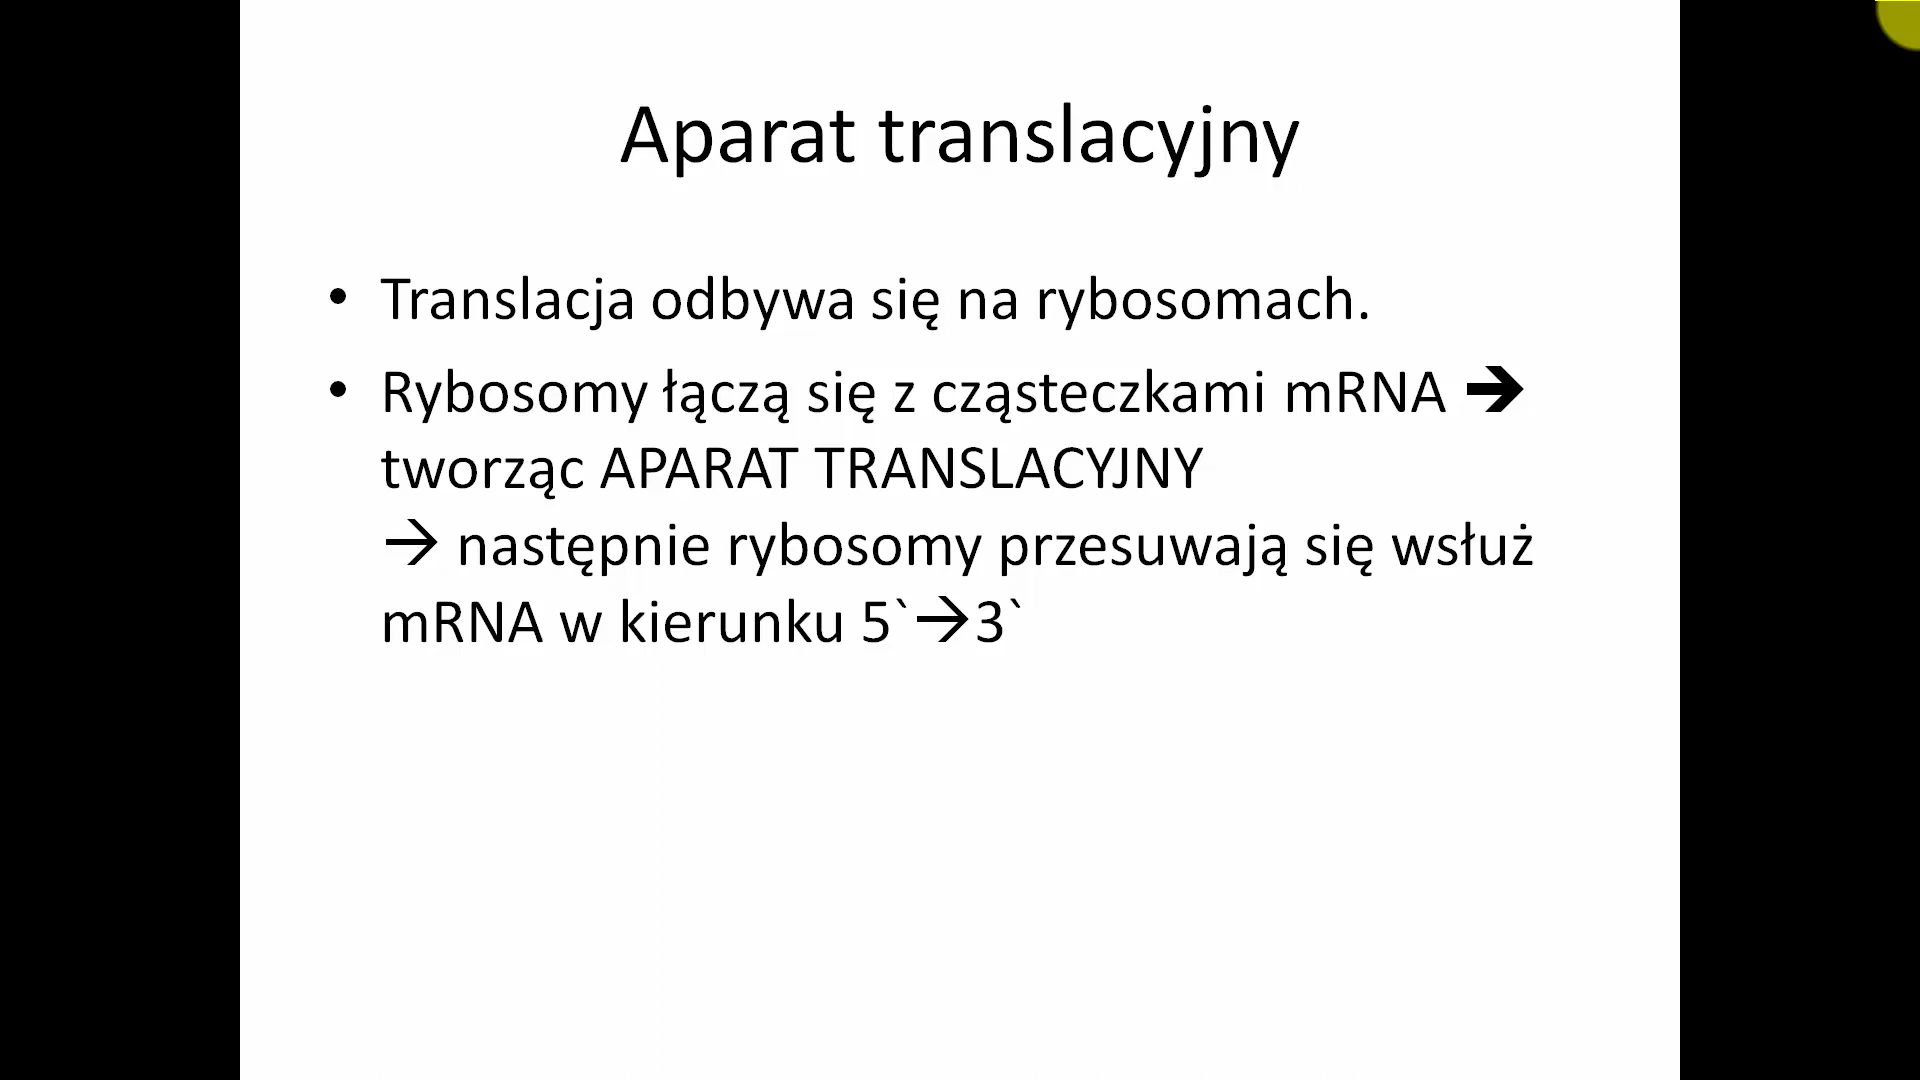 Aparat translacyjny
• Translacja odbywa się na rybosomach.
• Rybosomy łączą się z cząsteczkami mRNA ➔
tworząc APARAT TRANSLACYJNY
→ następnie rybosomy przesuwają się wsłuż
mRNA w kierunku 5`→3`